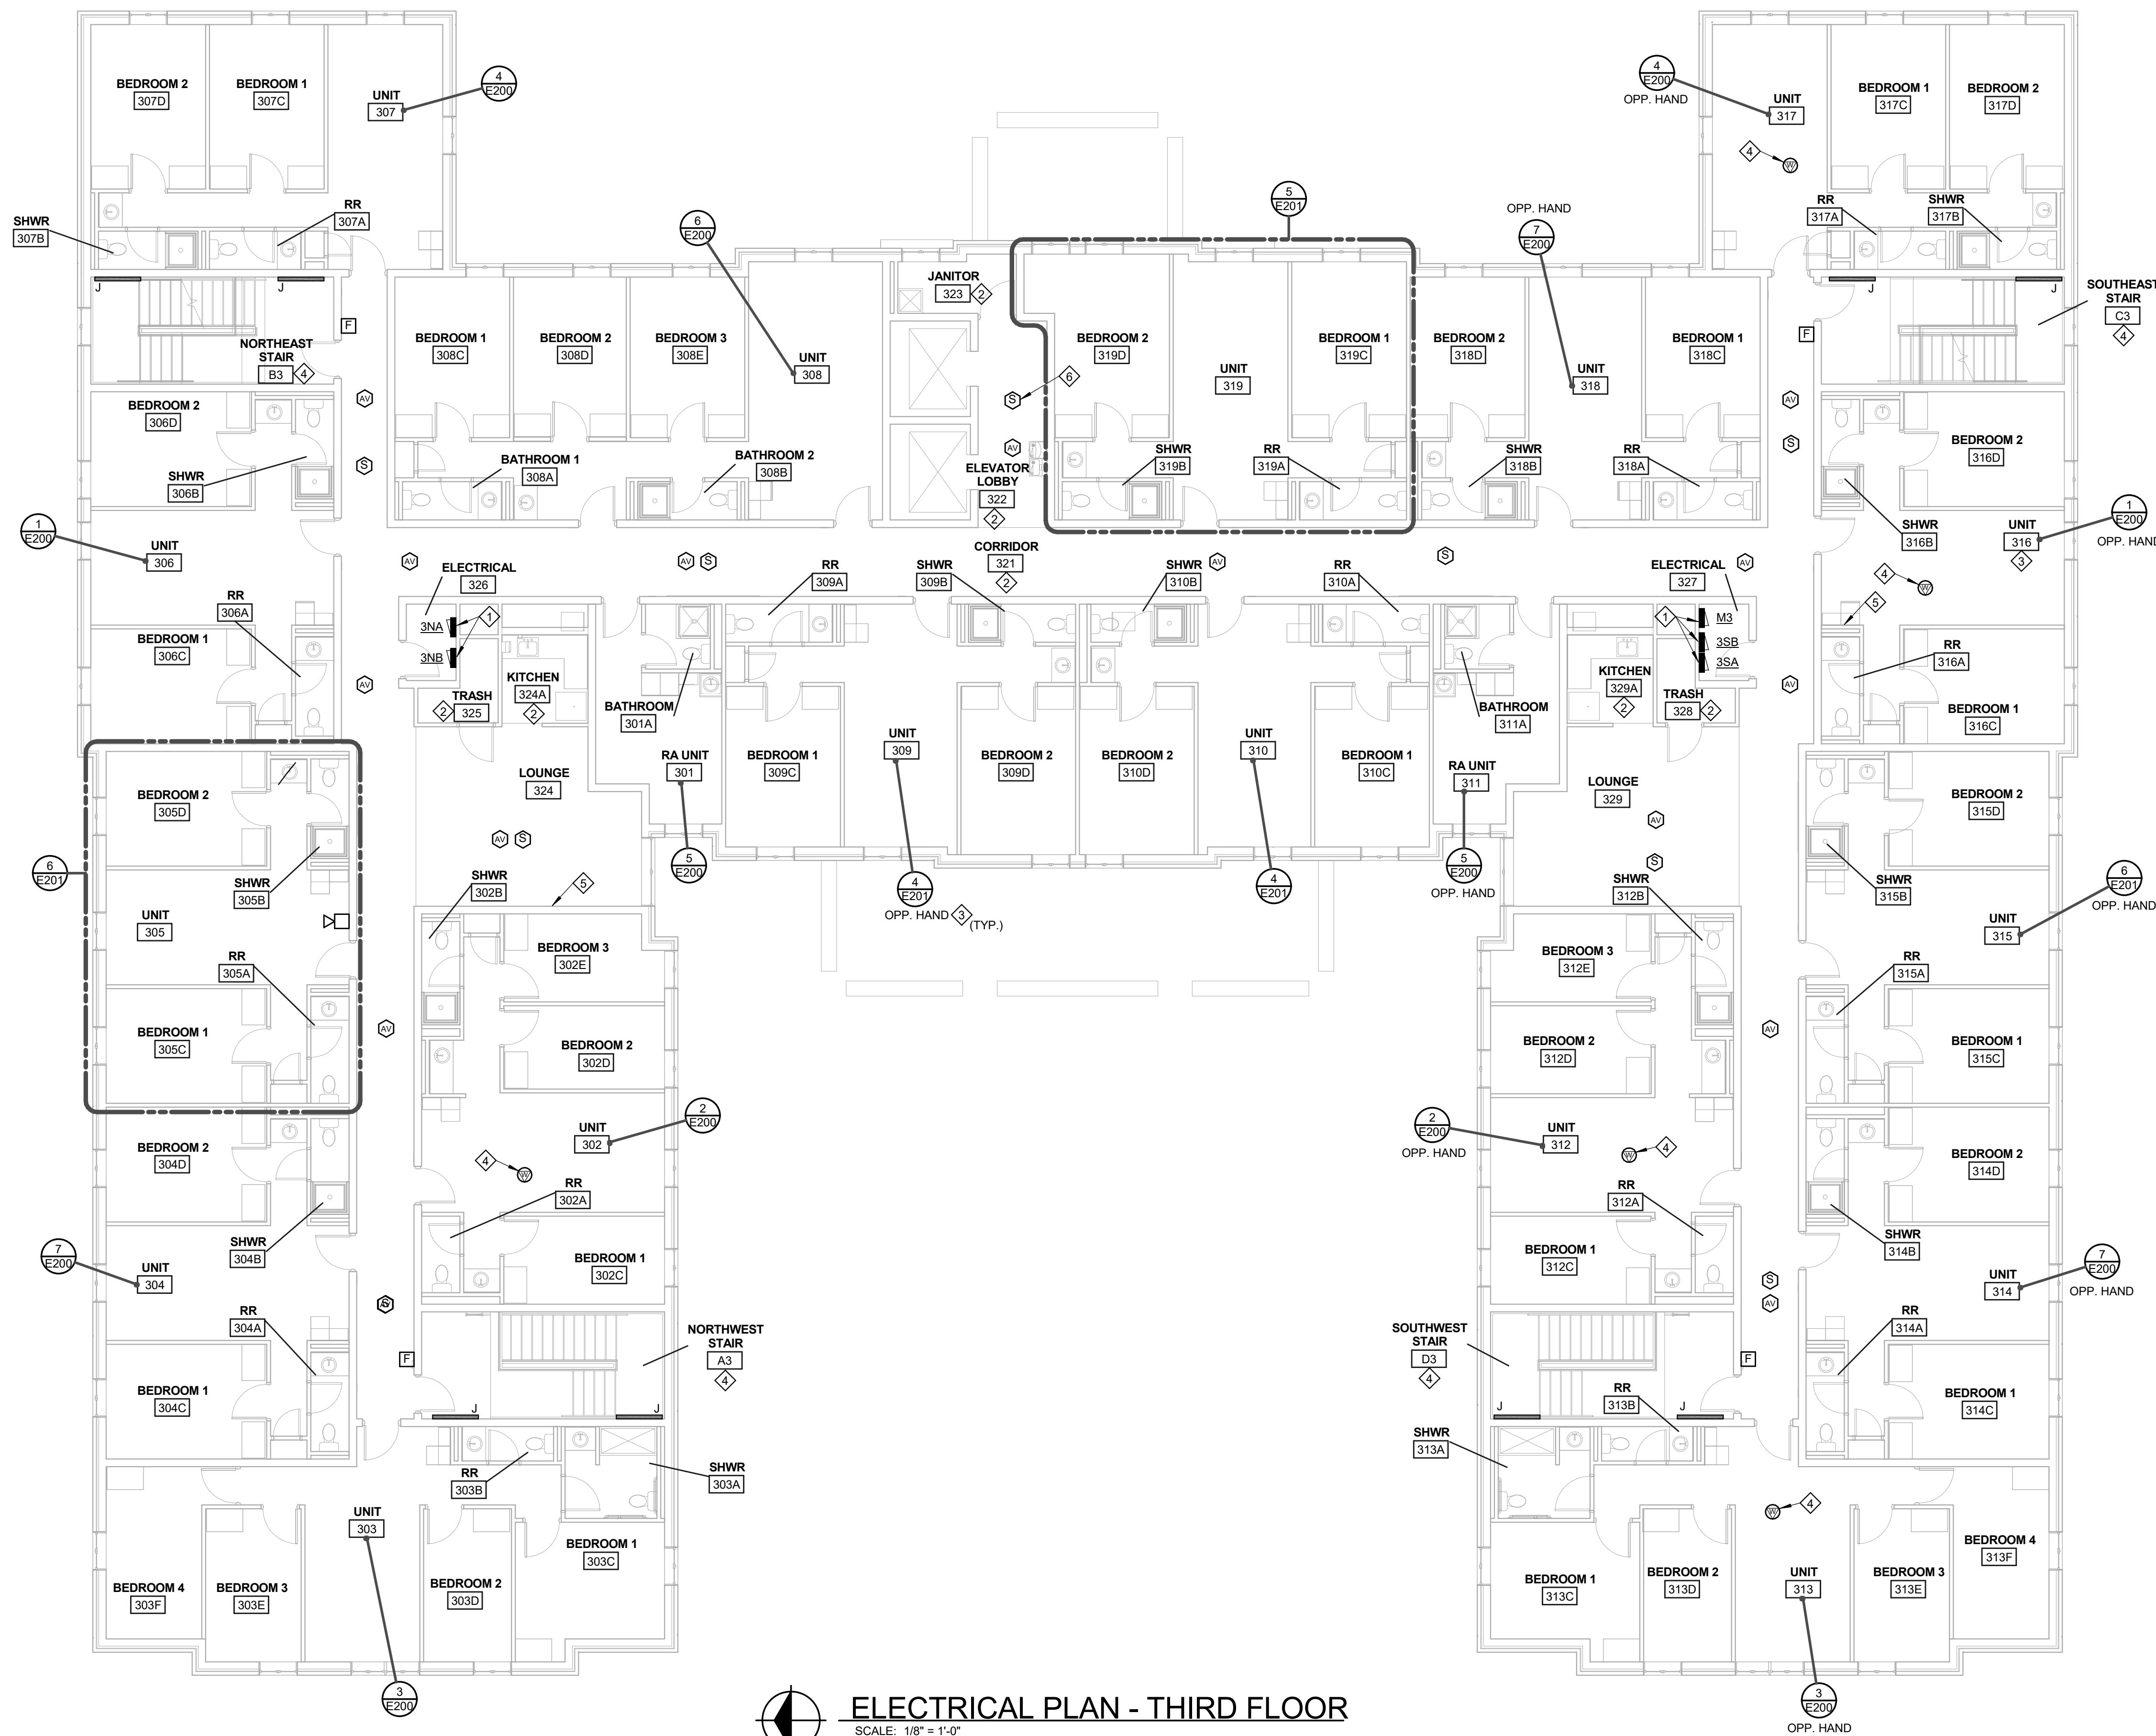 BEDROOM 2
307D
BEDROOM 1
307C
UNIT
307
4
E200
SHWR
307B
RR
307A
J
J
F
NORTHEAST
STAIR
B3
4
6
E200
BEDROOM 1
308C
BEDROOM 2
308D
BEDROOM 3
308E
UNIT
308
BATHROOM 1
308A
BATHROOM 2
308B
JANITOR
323
2
5
E201
S
6
AV
ELEVATOR
LOBBY
322
2
BEDROOM 2
319D
UNIT
319
BEDROOM 1
319C
SHWR
319B
RR
319A
OPP. HAND
7
E200
BEDROOM 2
318D
UNIT
318
BEDROOM 1
318C
SHWR
318B
RR
318A
4
E200
OPP. HAND
UNIT
317
4
W
BEDROOM 1
317C
BEDROOM 2
317D
RR
317A
SHWR
317B
J
J
F
SOUTHEAST
STAIR
C3
4
AV
S
BEDROOM 2
306D
SHWR
306B
1
E200
UNIT
306
RR
306A
BEDROOM 1
306C
AV
AV
ELECTRICAL
326
3NA
3NB
1
TRASH
2
325
KITCHEN
324A
2
LOUNGE
324
AV
S
AV
S
BATHROOM
301A
RA UNIT
301
5
E200
RR
309A
SHWR
309B
CORRIDOR
321
2
SHWR
310B
AV
RR
310A
S
BEDROOM 1
309C
UNIT
309
BEDROOM 2
309D
4
E201
OPP. HAND
3
(TYP.)
BEDROOM 2
310D
UNIT
310
BEDROOM 1
310C
4
E201
BATHROOM
311A
RA UNIT
311
5
E200
OPP. HAND
ELECTRICAL
327
AV
1
M3
3SB
3SA
KITCHEN
329A
2
TRASH
328
2
LOUNGE
329
AV
S
AV
S
BEDROOM 2
316D
SHWR
316B
UNIT
316
3
1
E200
OPP. HAND
4
W
5
RR
316A
BEDROOM 1
316C
AV
BEDROOM 2
305D
SHWR
305B
6
E201
UNIT
305
RR
305A
BEDROOM 1
305C
AV
5
SHWR
302B
BEDROOM 3
302E
BEDROOM 2
302D
UNIT
302
2
E200
4
W
RR
302A
BEDROOM 1
302C
BEDROOM 2
304D
SHWR
304B
7
E200
UNIT
304
RR
304A
BEDROOM 1
304C
F
NORTHWEST
STAIR
A3
4
J
J
RR
303B
SHWR
303A
UNIT
303
BEDROOM 4
303F
BEDROOM 3
303E
BEDROOM 2
303D
BEDROOM 1
303C
3
E200
SHWR
312B
BEDROOM 3
312E
BEDROOM 2
312D
2
E200
OPP. HAND
UNIT
312
4
W
RR
312A
BEDROOM 1
312C
AV
S
AV
F
SOUTHWEST
STAIR
D3
4
J
J
RR
313B
SHWR
313A
4
W
BEDROOM 1
313C
BEDROOM 2
313D
UNIT
313
BEDROOM 3
313E
BEDROOM 4
313F
3
E200
OPP. HAND
BEDROOM 2
315D
SHWR
315B
UNIT
315
6
E201
OPP. HAND
RR
315A
BEDROOM 1
315C
BEDROOM 2
314D
SHWR
314B
UNIT
314
7
E200
OPP. HAND
RR
314A
BEDROOM 1
314C
ELECTRICAL PLAN - THIRD FLOOR
SCALE: 1/8" = 1'-0"